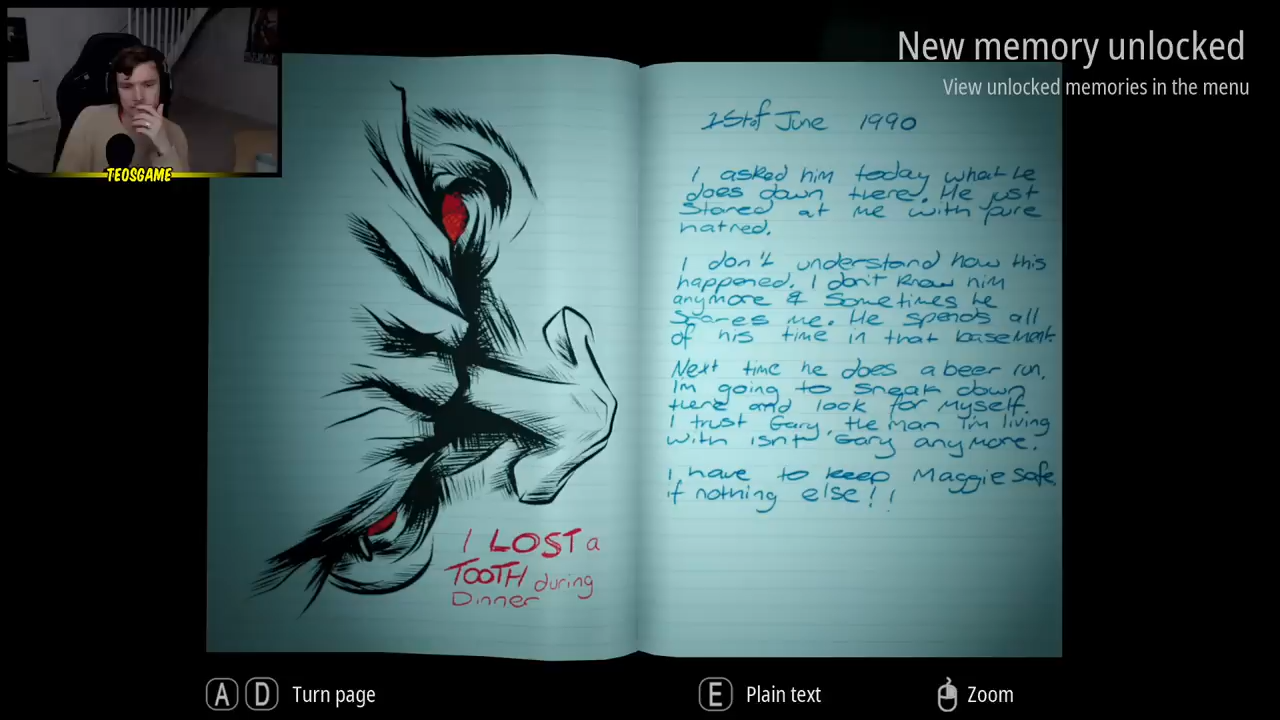 New memory unlocked
View unlocked memories in the menu
TEOSGAME
1st of June 1990
I asked him today what he
does down there. He just
stared at me with pure
hatred.
I don't understand how this
happened. I don't know him
anymore & sometimes he
scares me. He spends all
of his time in that basement.
Next time he does a beer run,
I'm going to sneak down
there and look for myself.
I trust Gary, the man I'm living
with isn't Gary anymore.
I have to keep Maggie safe,
if nothing else!!
I LOST a
TOOTH during
Dinner
A D Turn page
E Plain text
Zoom